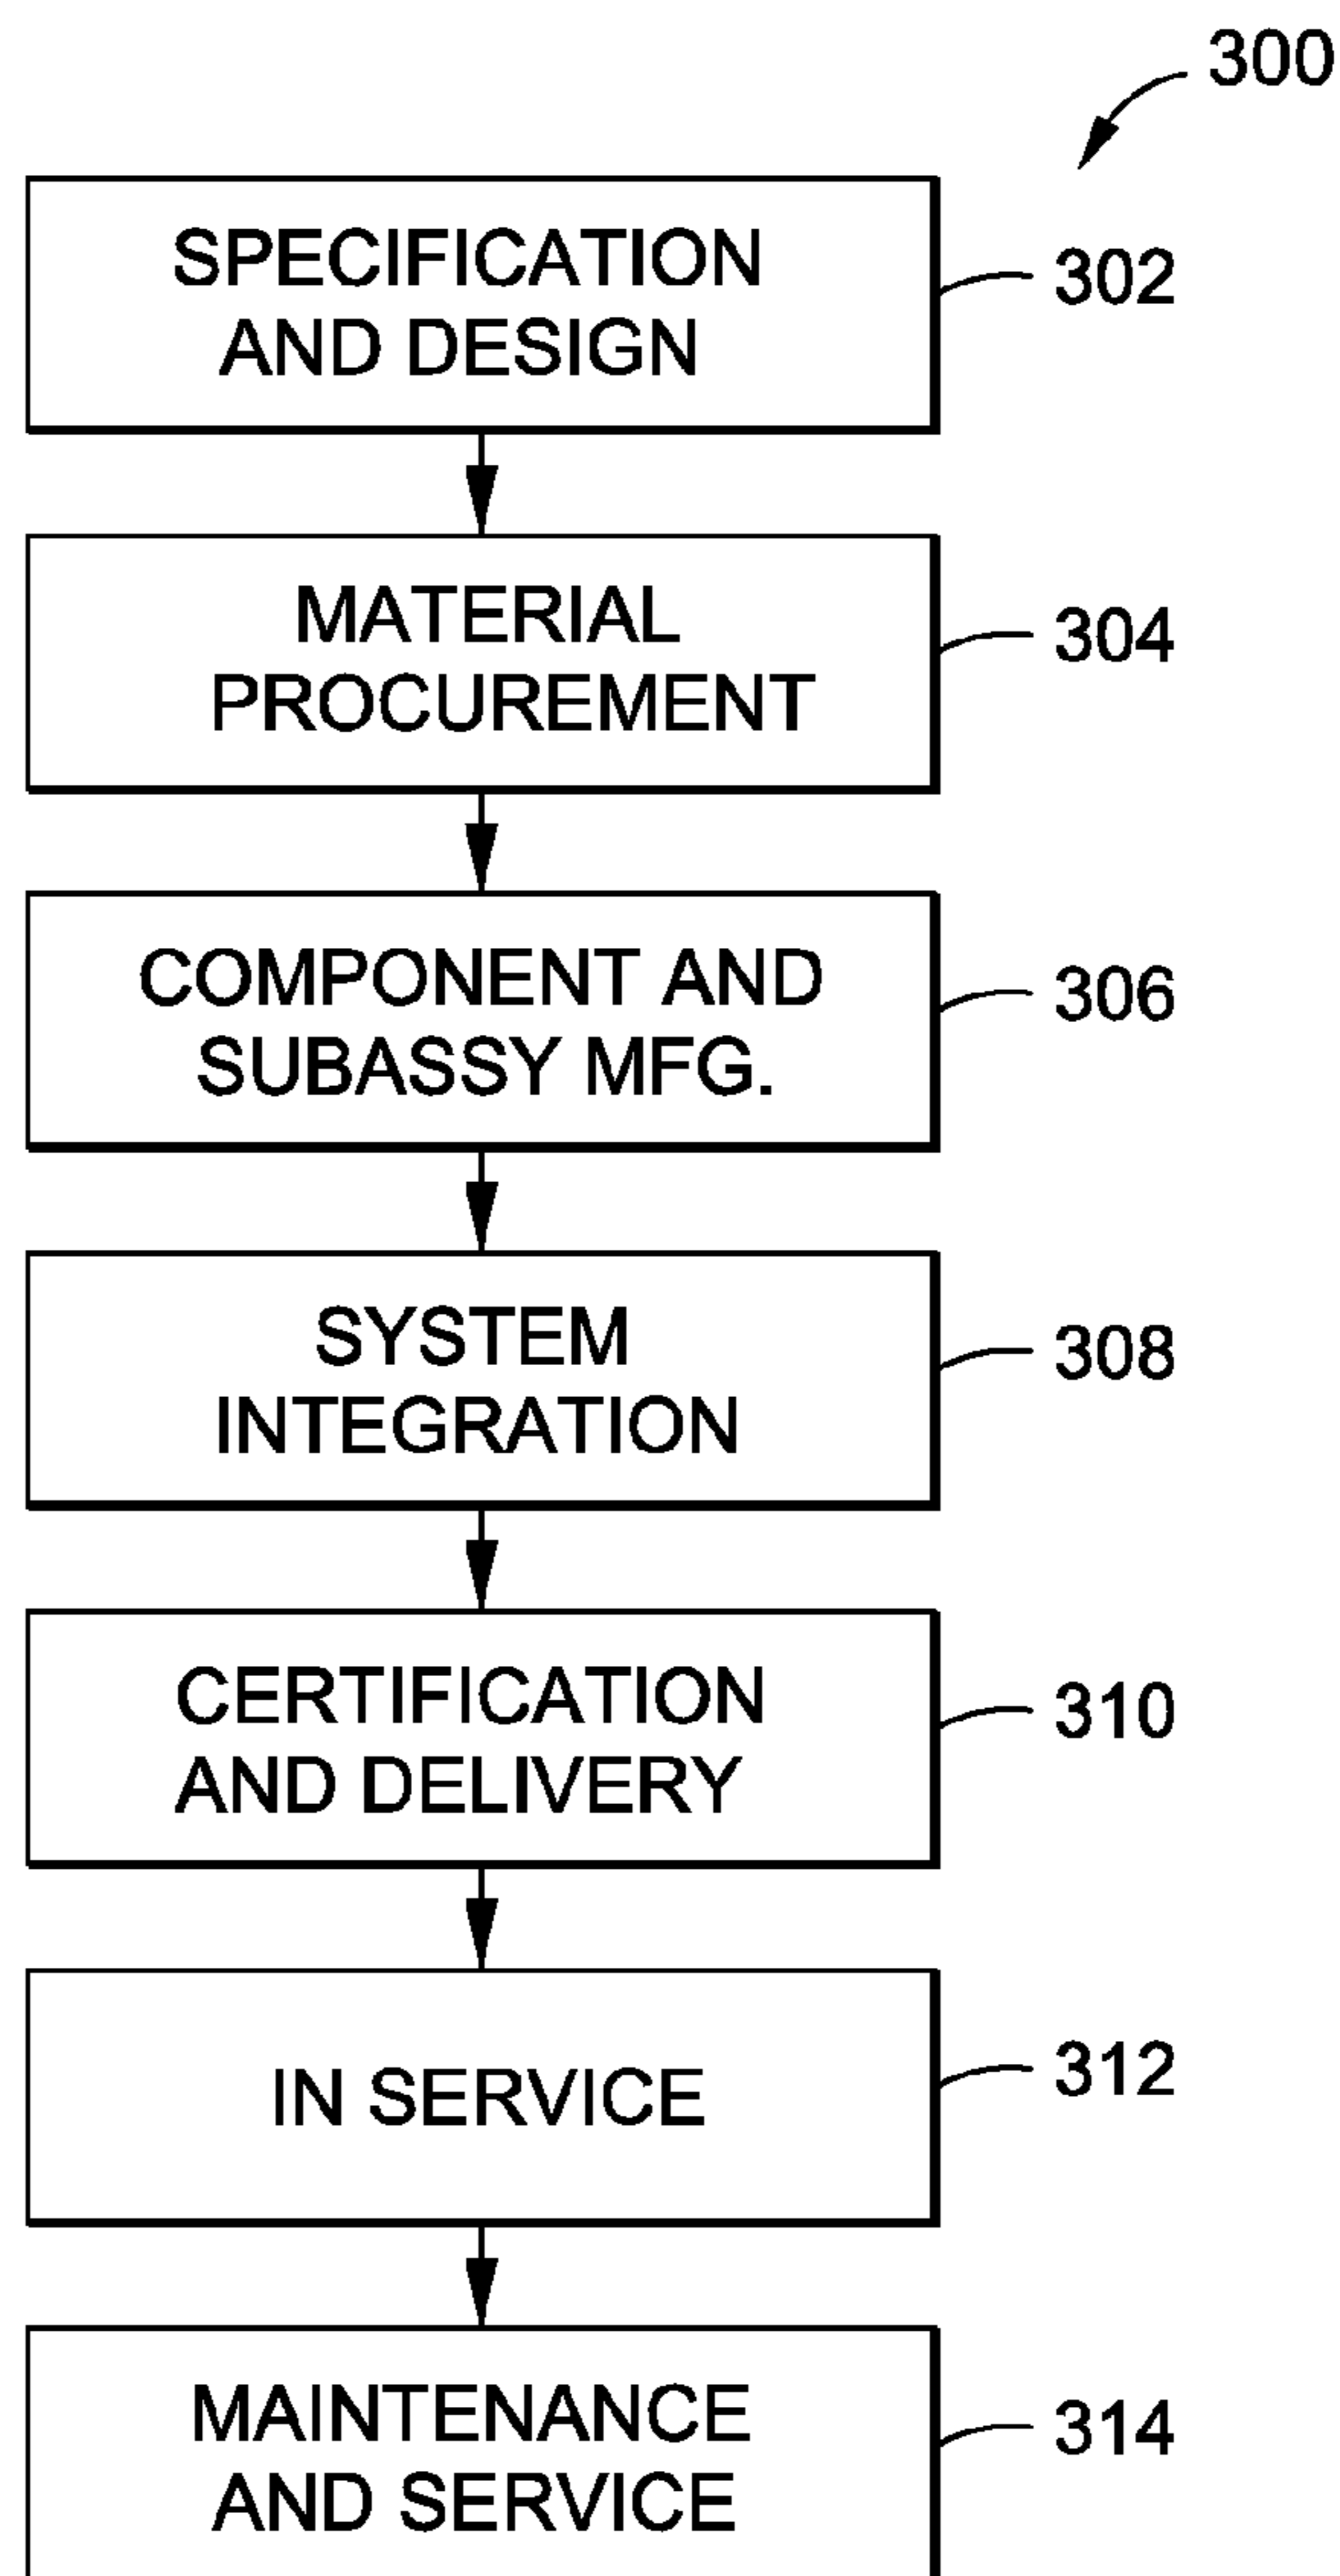 300
SPECIFICATION
AND DESIGN
302
MATERIAL
PROCUREMENT
304
COMPONENT AND
SUBASSY MFG.
306
SYSTEM
INTEGRATION
308
CERTIFICATION
AND DELIVERY
310
IN SERVICE
312
MAINTENANCE
AND SERVICE
314